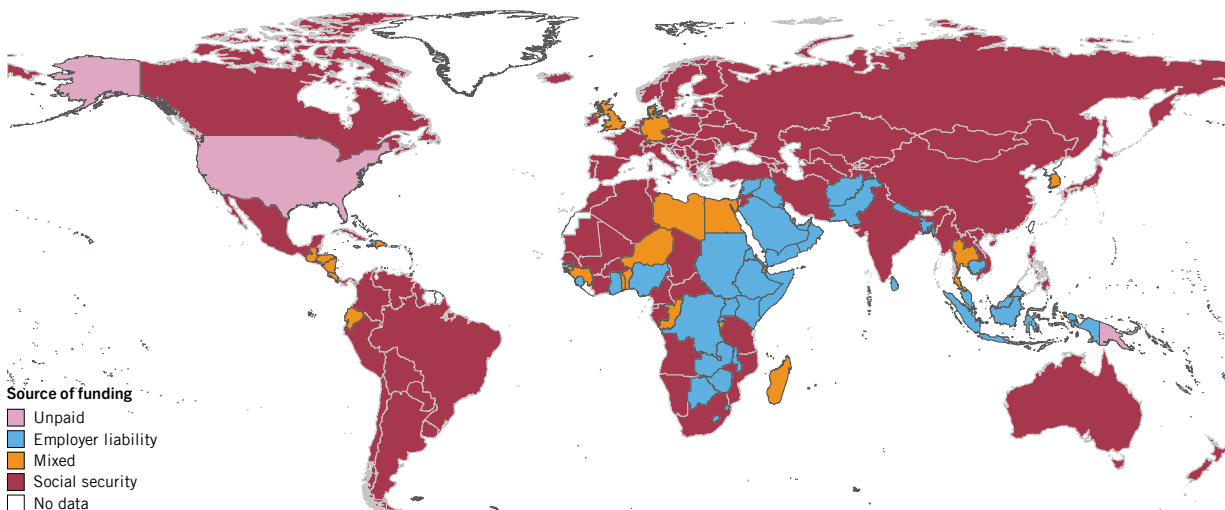 Source of funding
Unpaid
Employer liability
Mixed
Social security
No data